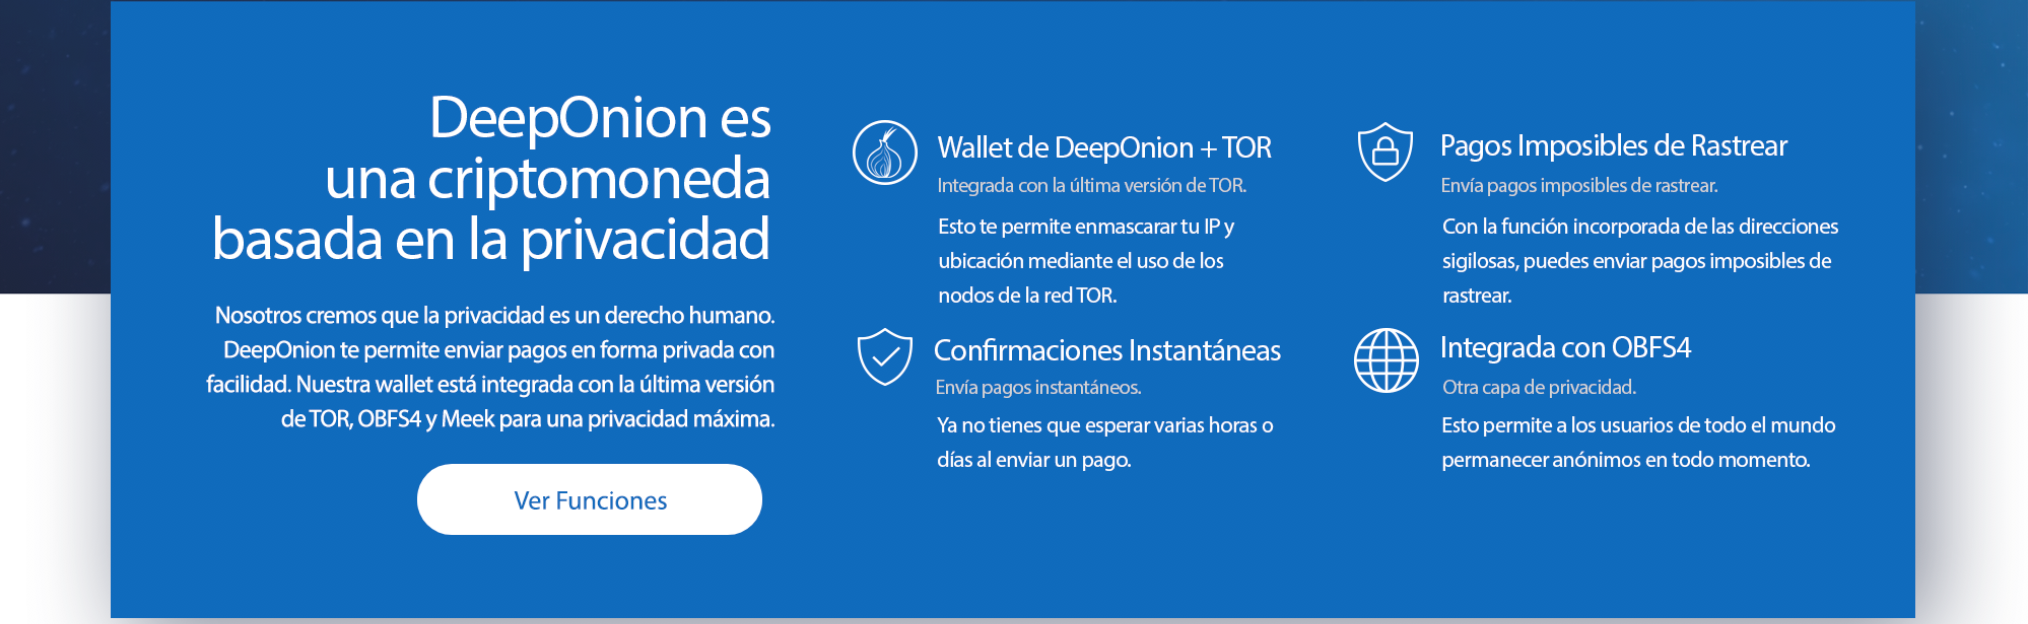 DeepOnion es
una criptomoneda
basada en la privacidad
Nosotros cremos que la privacidad es un derecho humano.
DeepOnion te permite enviar pagos en forma privada con
facilidad. Nuestra wallet está integrada con la última versión
de TOR, OBFS4 y Meek para una privacidad máxima.
Ver Funciones
Wallet de DeepOnion + TOR
Integrada con la última versión de TOR.
Esto te permite enmascarar tu IP y
ubicación mediante el uso de los
nodos de la red TOR.
Pagos Imposibles de Rastrear
Envía pagos imposibles de rastrear.
Con la función incorporada de las direcciones
sigilosas, puedes enviar pagos imposibles de
rastrear.
Confirmaciones Instantáneas
Envía pagos instantáneos.
Ya no tienes que esperar varias horas o
días al enviar un pago.
Integrada con OBFS4
Otra capa de privacidad.
Esto permite a los usuarios de todo el mundo
permanecer anónimos en todo momento.